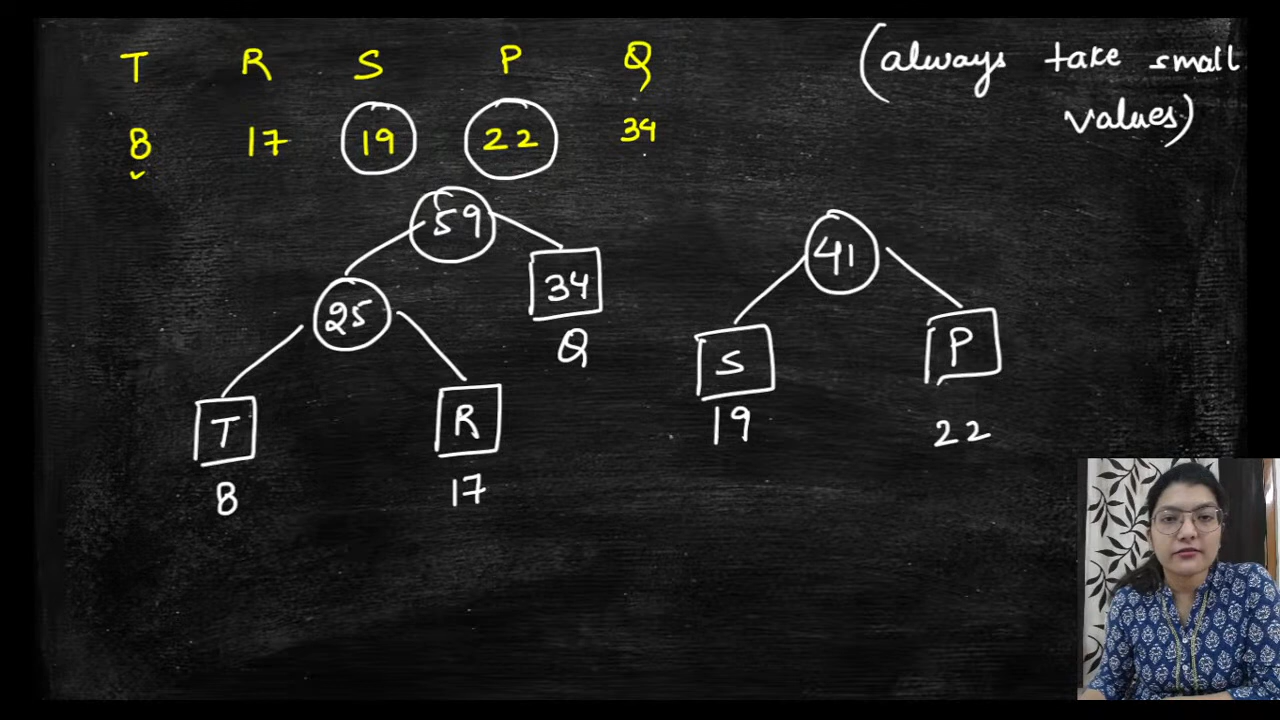 T R S P Q
8 17 19 22 34
(always take small
values)
59
25
34
Q
T
8
R
17
41
S
19
P
22